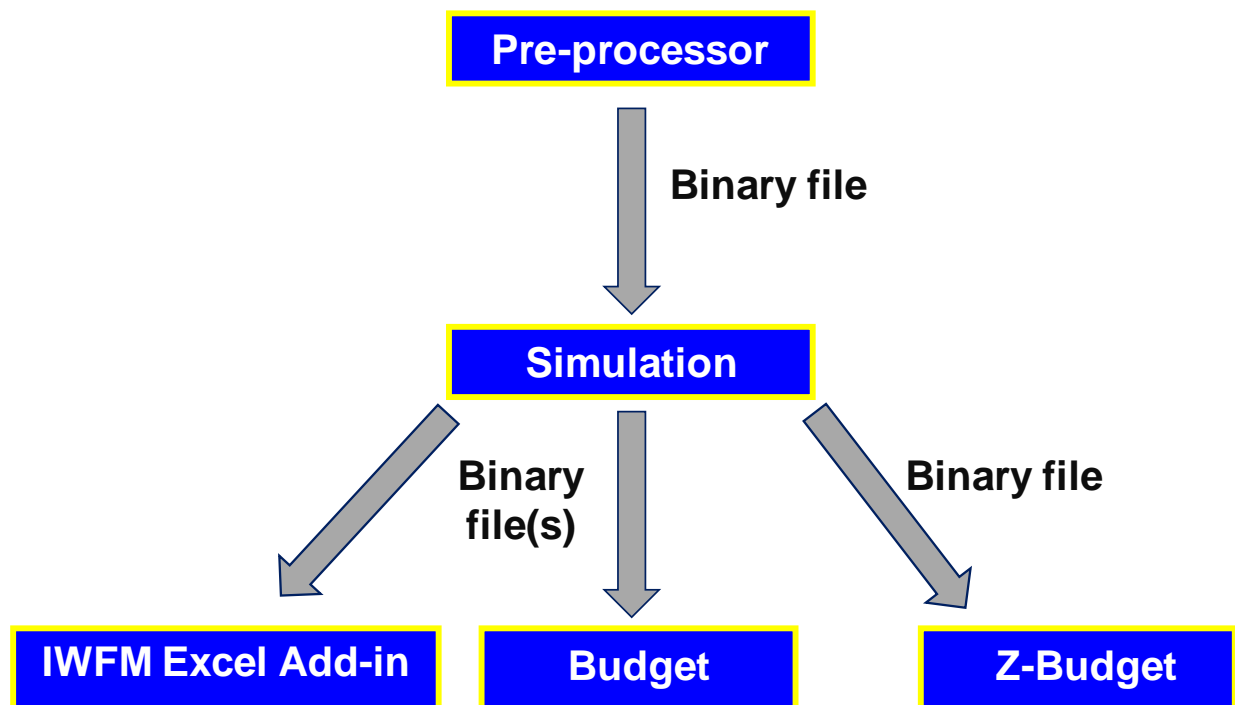 Pre-processor
Binary file
Simulation
Binary
file(s)
Binary file
IWFM Excel Add-in
Budget
Z-Budget